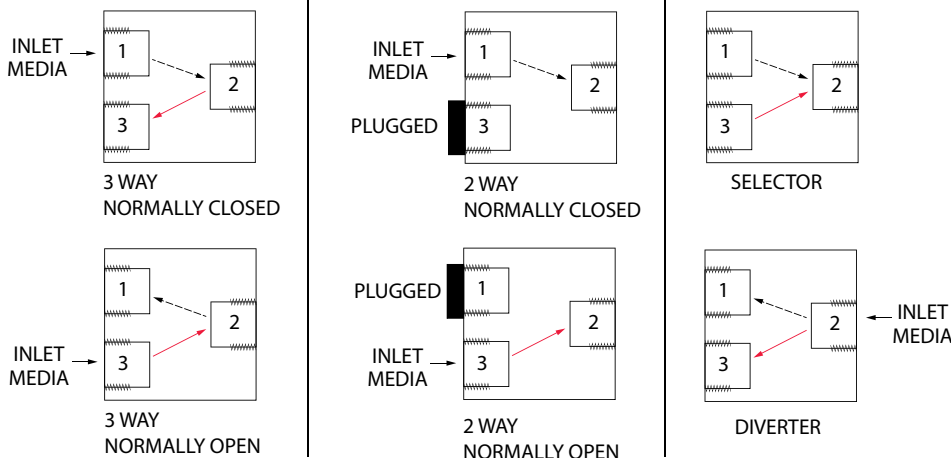 INLET
MEDIA
1
2
3
3 WAY
NORMALLY CLOSED
INLET
MEDIA
PLUGGED
1
2
3
2 WAY
NORMALLY CLOSED
1
2
3
SELECTOR
1
2
3
INLET
MEDIA
3 WAY
NORMALLY OPEN
PLUGGED
1
2
3
INLET
MEDIA
2 WAY
NORMALLY OPEN
1
2
3
INLET
MEDIA
DIVERTER